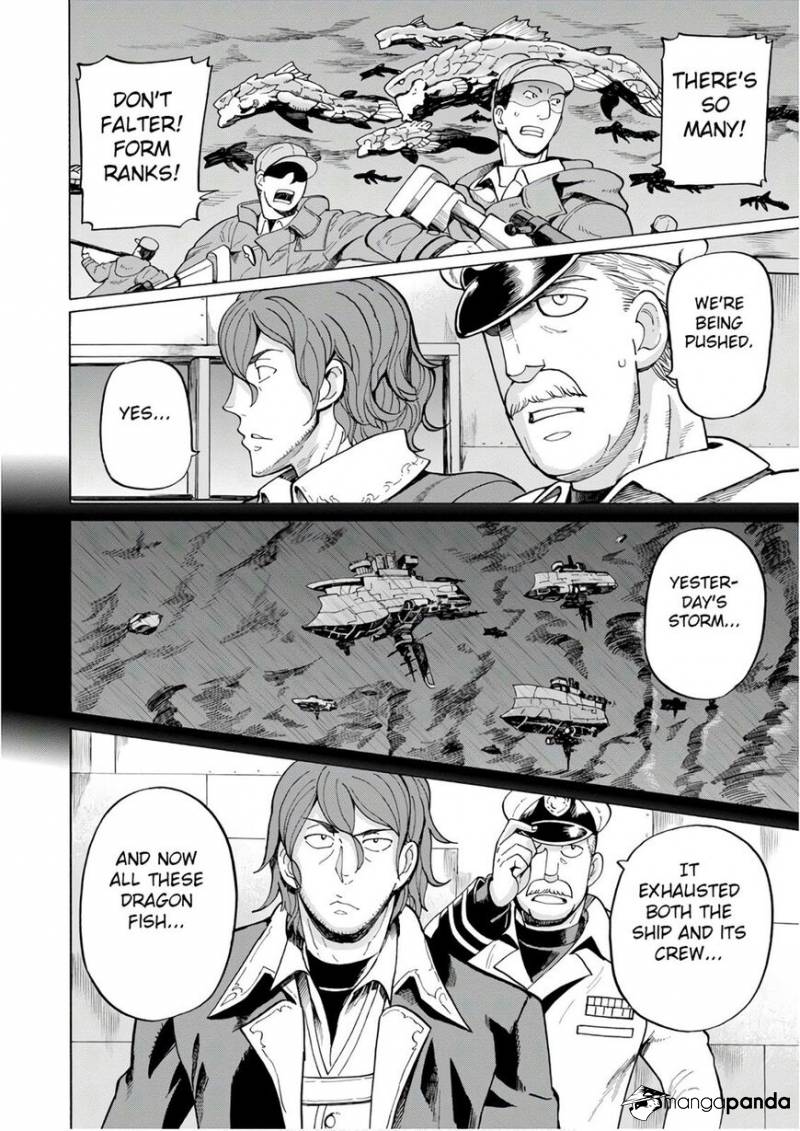 THERE'S
SO
MANY!
DON'T
FALTER!
FORM
RANKS!
WE'RE
BEING
PUSHED.
YES...
YESTER-
DAY'S
STORM...
IT
EXHAUSTED
BOTH THE
SHIP AND ITS
CREW...
AND NOW
ALL THESE
DRAGON
FISH...
mangapanda